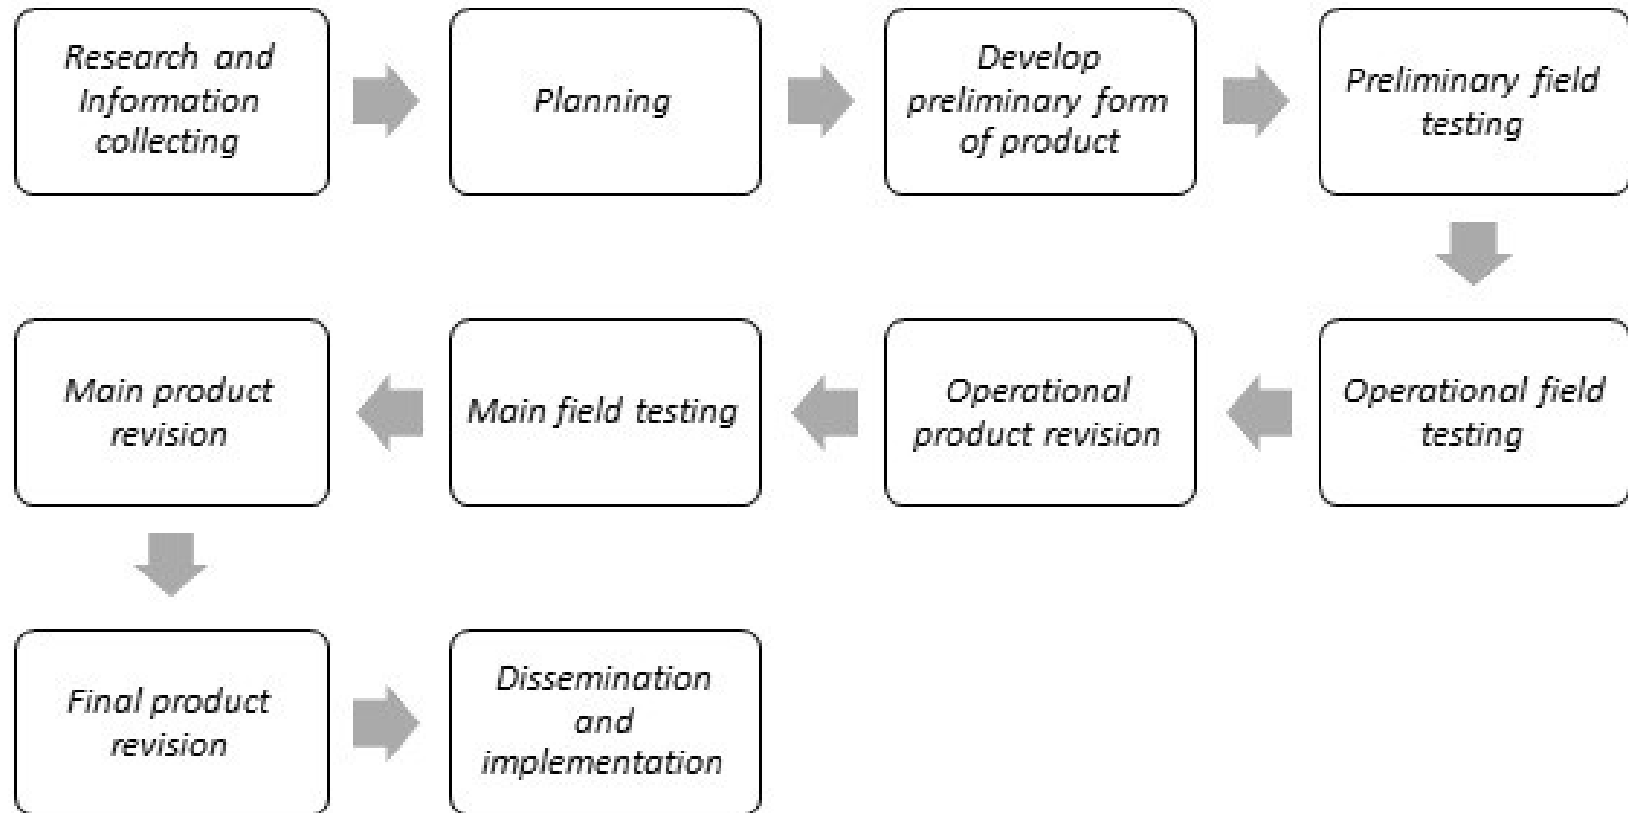 Research and
Information
collecting
Planning
Develop
preliminary form
of product
Preliminary field
testing
Operational field
testing
Operational
product revision
Main field testing
Main product
revision
Final product
revision
Dissemination
and
implementation